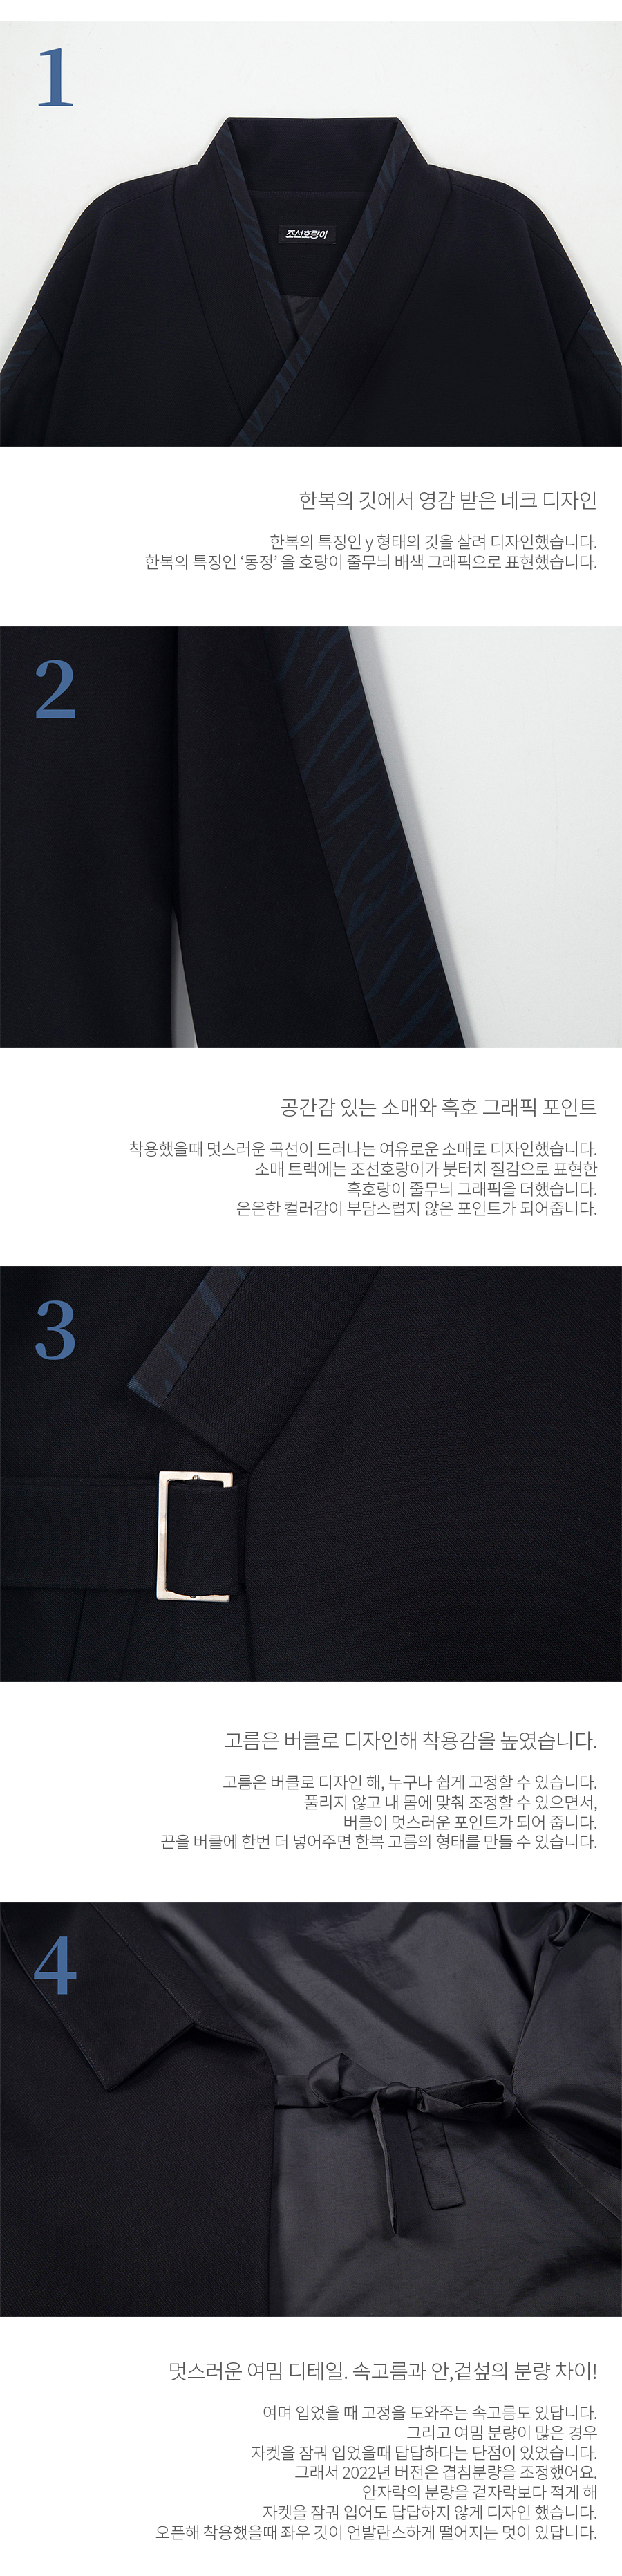 1
조선호랑이
한복의 깃에서 영감 받은 네크 디자인
한복의 특징인 y 형태의 깃을 살려 디자인했습니다.
한복의 특징인 ‘동정’ 을 호랑이 줄무늬 배색 그래픽으로 표현했습니다.
2
공간감 있는 소매와 흑호 그래픽 포인트
착용했을때 멋스러운 곡선이 드러나는 여유로운 소매로 디자인했습니다.
소매 트랙에는 조선호랑이가 붓터치 질감으로 표현한
흑호랑이 줄무늬 그래픽을 더했습니다.
은은한 컬러감이 부담스럽지 않은 포인트가 되어줍니다.
3
고름은 버클로 디자인해 착용감을 높였습니다.
고름은 버클로 디자인 해, 누구나 쉽게 고정할 수 있습니다.
풀리지 않고 내 몸에 맞춰 조정할 수 있으면서,
버클이 멋스러운 포인트가 되어 줍니다.
끈을 버클에 한번 더 넣어주면 한복 고름의 형태를 만들 수 있습니다.
4
멋스러운 여밈 디테일. 속고름과 안,겉섶의 분량 차이!
여며 입었을 때 고정을 도와주는 속고름도 있답니다.
그리고 여밈 분량이 많은 경우
자켓을 잠궈 입었을때 답답하다는 단점이 있었습니다.
그래서 2022년 버전은 겹침분량을 조정했어요.
안자락의 분량을 겉자락보다 적게 해
자켓을 잠궈 입어도 답답하지 않게 디자인 했습니다.
오픈해 착용했을때 좌우 깃이 언발란스하게 떨어지는 멋이 있답니다.